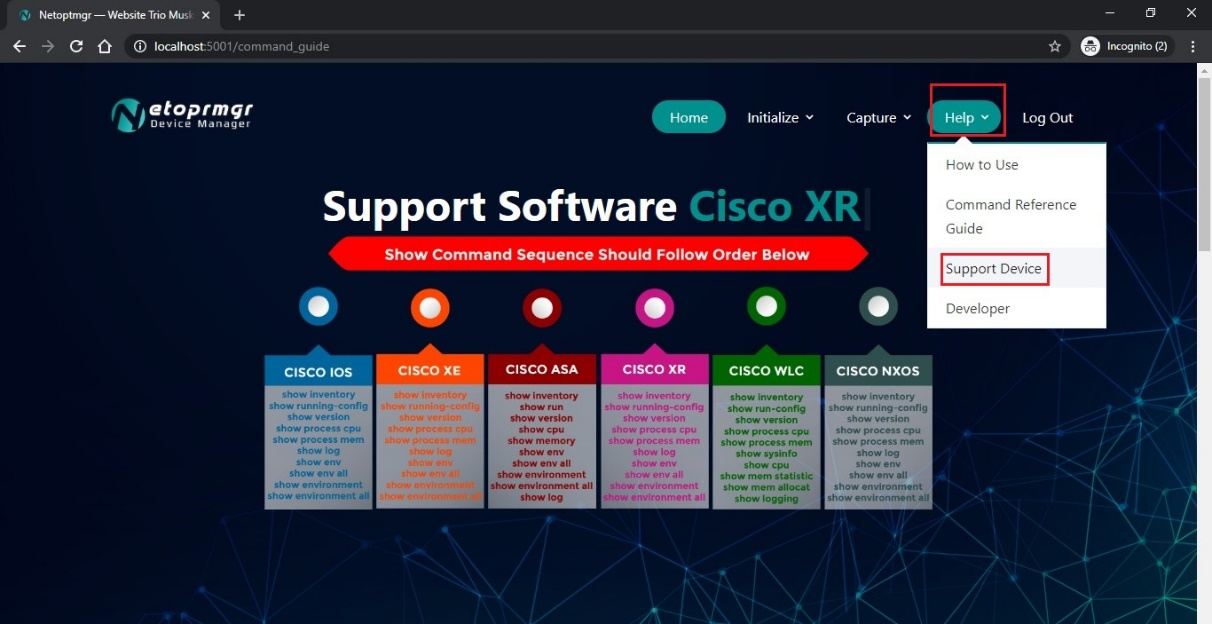 Netoptmgr — Website Trio Musk
localhost:5001/command_guide
Incognito (2)
etoprmgr
Device Manager
Home
Initialize
Capture
Help
Log Out
How to Use
Command Reference
Guide
Support Device
Developer
Support Software Cisco XR
Show Command Sequence Should Follow Order Below
CISCO IOS
show inventory
show running-config
show version
show process cpu
show process mem
show log
show env
show env all
show environment
show environment all
CISCO XE
show inventory
show running-config
show version
show process cpu
show process mem
show log
show env
show env all
show environment
show environment all
CISCO ASA
show inventory
show run
show version
show cpu
show memory
show env
show env all
show environment
show environment all
show log
CISCO XR
show inventory
show running-config
show version
show process cpu
show process mem
show log
show env
show env all
show environment
show environment all
CISCO WLC
show inventory
show run-config
show version
show process cpu
show process mem
show sysinfo
show cpu
show mem statistic
show mem allocat
show logging
CISCO NXOS
show inventory
show running-config
show version
show process cpu
show process mem
show log
show env
show env all
show environment
show environment all